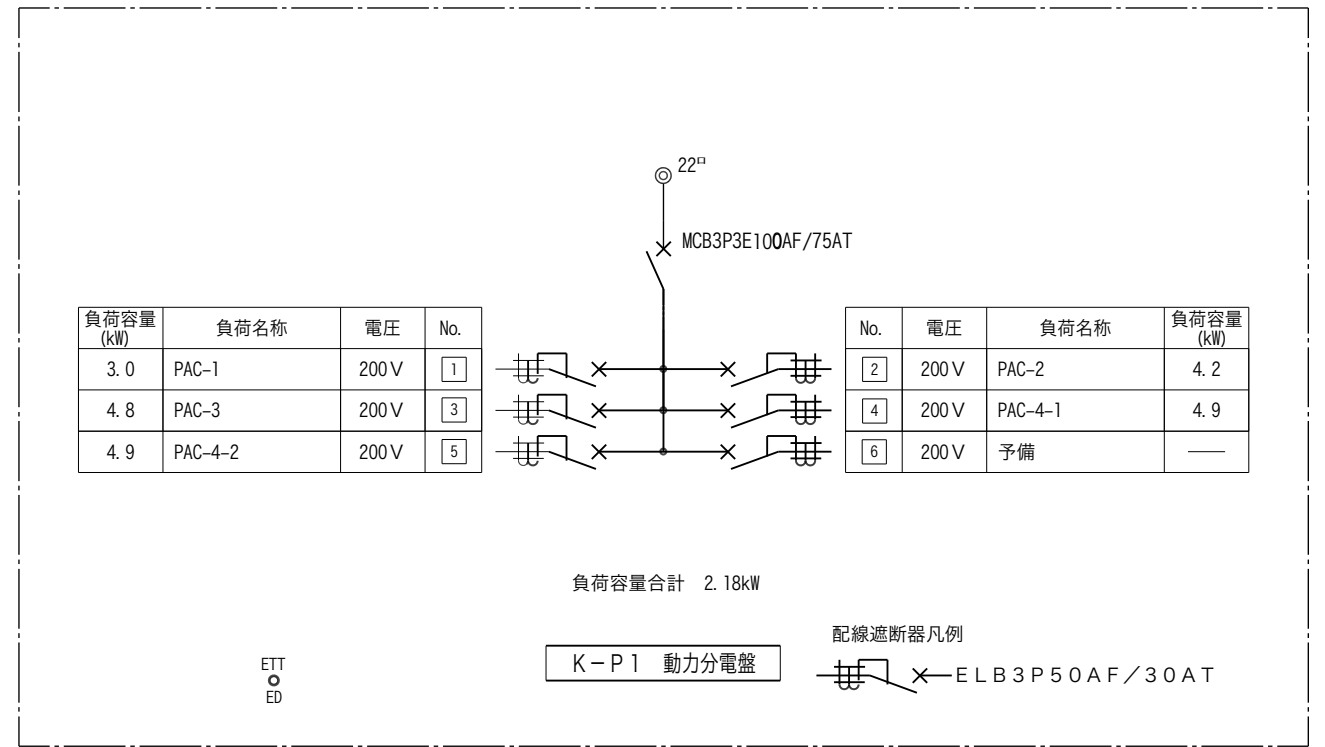 22□
MCB3P3E100AF/75AT
負荷容量
(kW) 負荷名称 電圧 No.
3.0 PAC-1 200V 1
4.8 PAC-3 200V 3
4.9 PAC-4-2 200V 5
No. 電圧 負荷名称 負荷容量
(kW)
2 200V PAC-2 4.2
4 200V PAC-4-1 4.9
6 200V 予備 ——
負荷容量合計 2.18kW
配線遮断器凡例
ELB3P50AF/30AT
K-P1 動力分電盤
ETT
ED